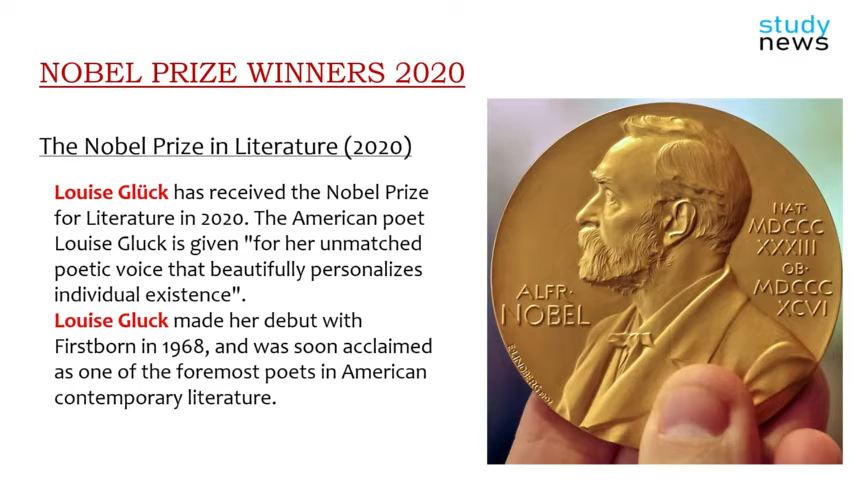 study
news
NOBEL PRIZE WINNERS 2020
The Nobel Prize in Literature (2020)
Louise Glück has received the Nobel Prize
for Literature in 2020. The American poet
Louise Gluck is given "for her unmatched
poetic voice that beautifully personalizes
individual existence".
Louise Gluck made her debut with
Firstborn in 1968, and was soon acclaimed
as one of the foremost poets in American
contemporary literature.
ALFR·
NOBEL
NAT·
MDCCC
XXXIII
OB·
MDCCC
XCVI
E·LINDBERG 1902